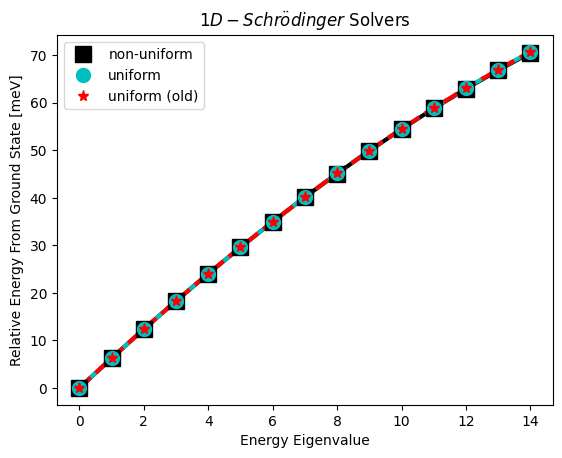 1D − Schrödinger Solvers
non-uniform
uniform
uniform (old)
Relative Energy From Ground State [meV]
70
60
50
40
30
20
10
0
0 2 4 6 8 10 12 14
Energy Eigenvalue